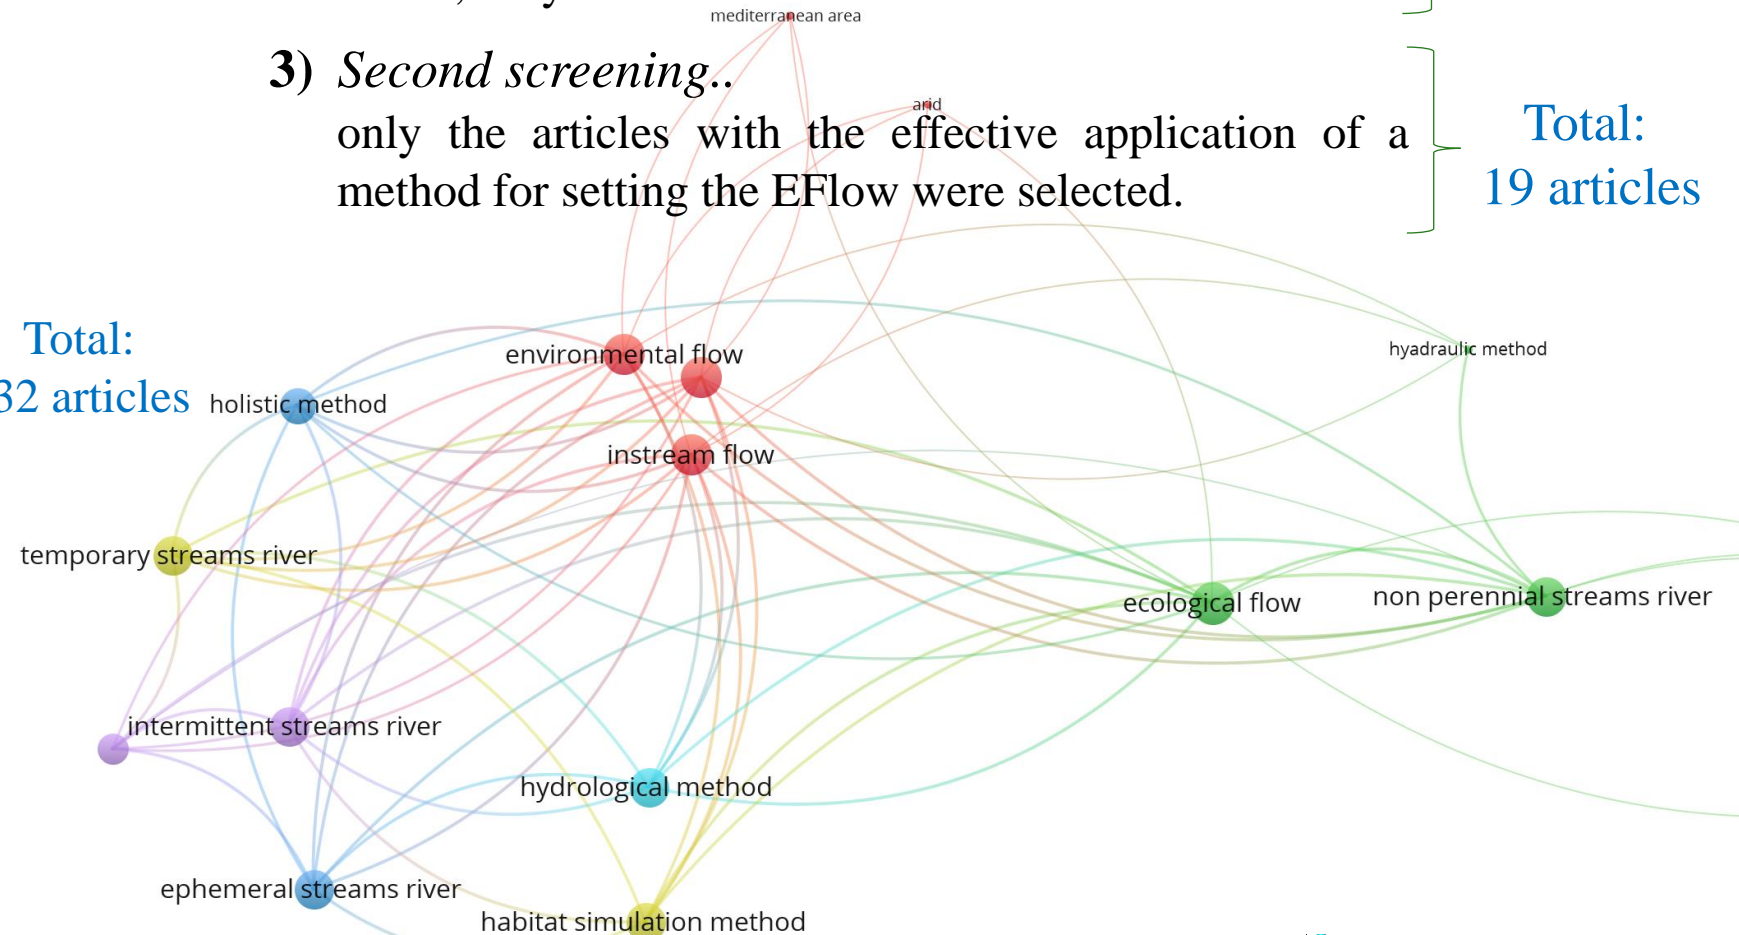 mediterranean area
3) Second screening..
arid
only the articles with the effective application of a
method for setting the EFlow were selected.
Total:
19 articles
Total:
32 articles
environmental flow
hyadraulic method
holistic method
instream flow
temporary streams river
ecological flow
non perennial streams river
intermittent streams river
hydrological method
ephemeral streams river
habitat simulation method